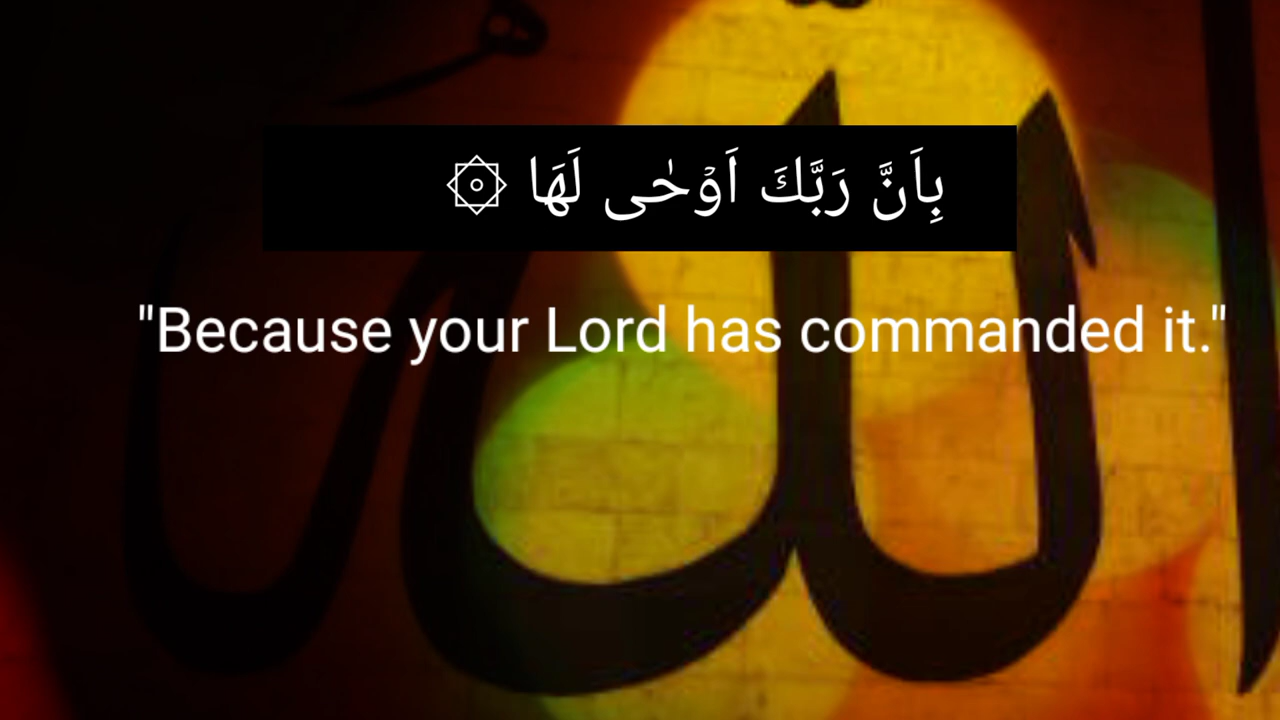 بِاَنَّ رَبَّكَ اَوۡحٰى لَهَا ۞
"Because your Lord has commanded it."